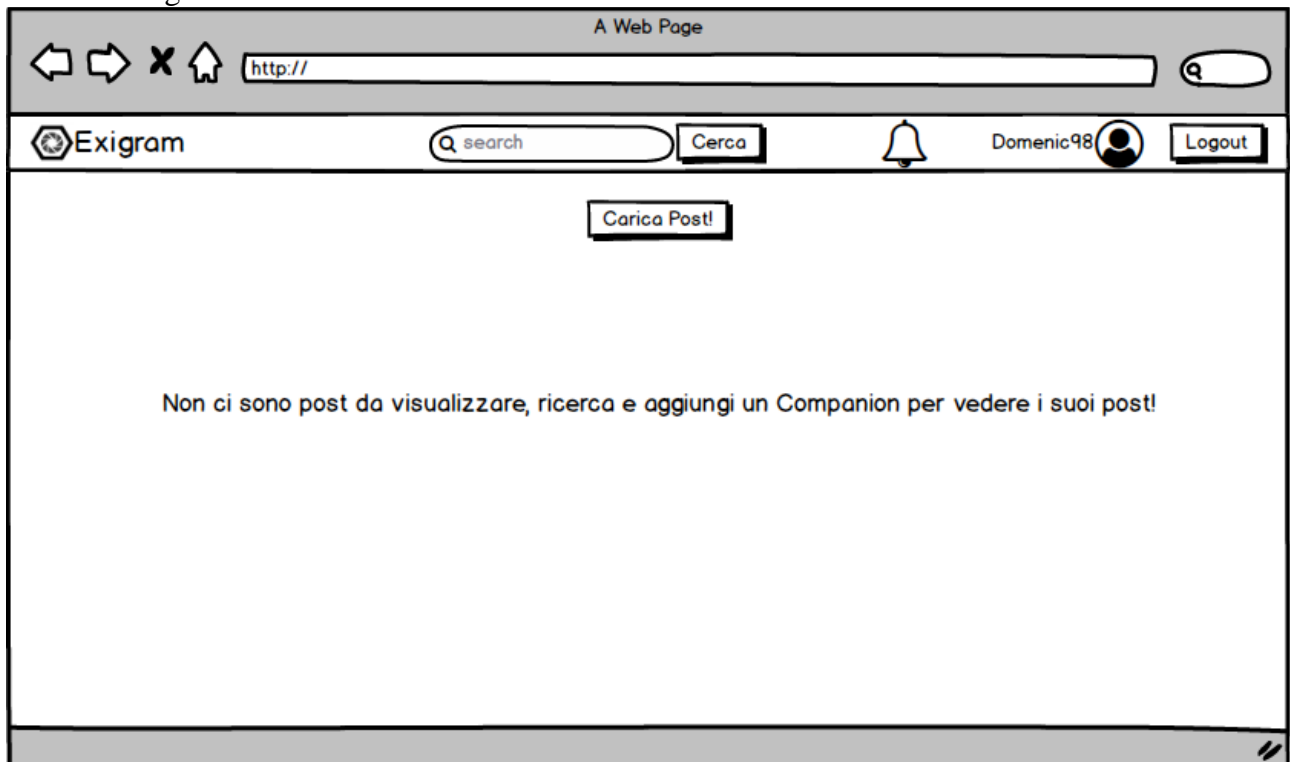 A Web Page
http://
Exigram
search
Cerca
Domenic98
Logout
Carica Post!
Non ci sono post da visualizzare, ricerca e aggiungi un Companion per vedere i suoi post!